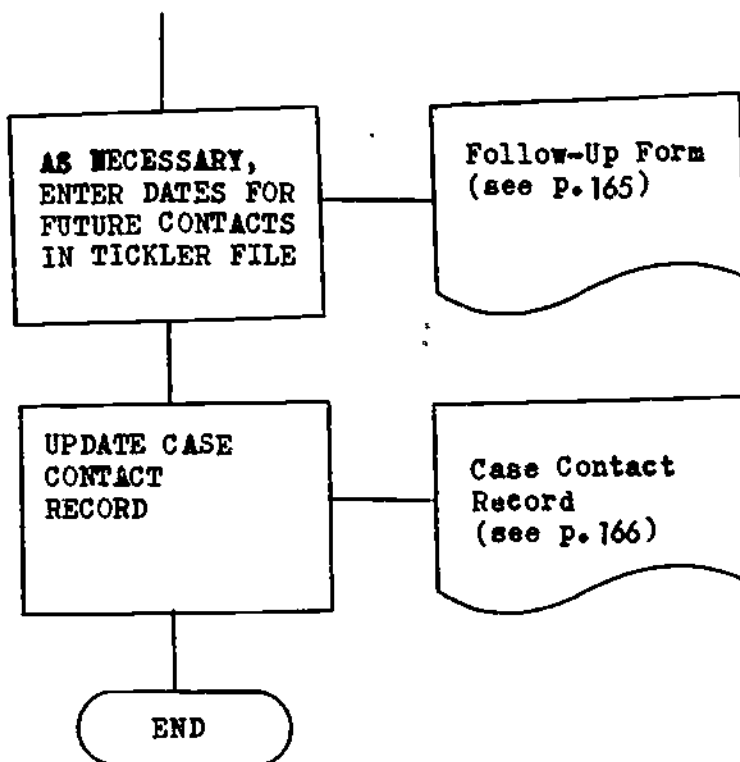 AS NECESSARY,
ENTER DATES FOR
FUTURE CONTACTS
IN TICKLER FILE
Follow-Up Form
(see p.165)
UPDATE CASE
CONTACT
RECORD
Case Contact
Record
(see p.166)
END